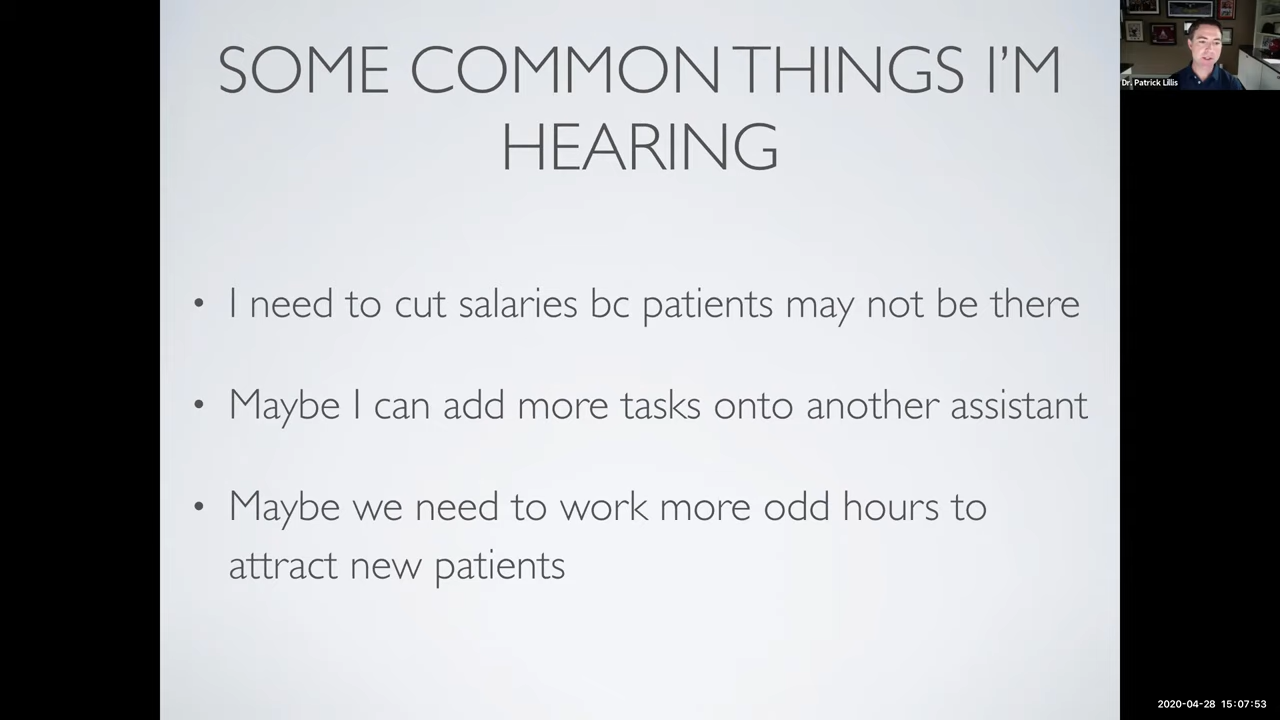 SOME COMMON THINGS I'M
HEARING
• I need to cut salaries bc patients may not be there
• Maybe I can add more tasks onto another assistant
• Maybe we need to work more odd hours to
attract new patients
Dr. Patrick Lillis
2020-04-28 15:07:53